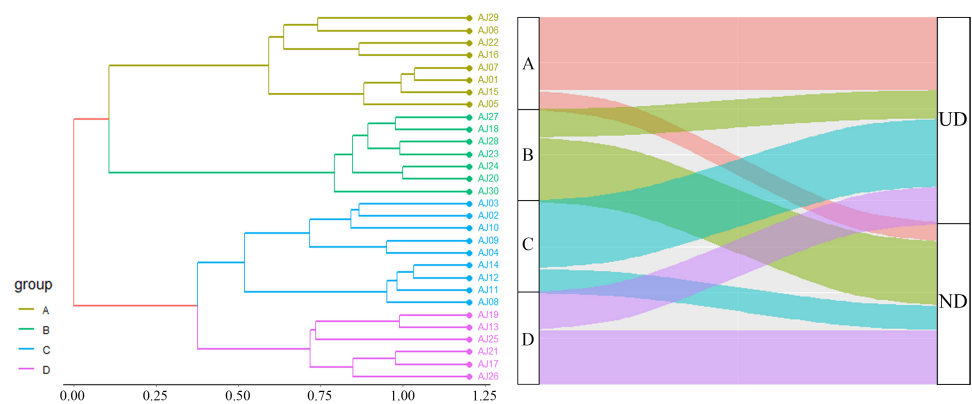 AJ29
AJ06
AJ22
AJ16
AJ07
AJ01
AJ15
AJ05
AJ27
AJ18
AJ28
AJ23
AJ24
AJ20
AJ30
AJ03
AJ02
AJ10
AJ09
AJ04
AJ14
AJ12
AJ11
AJ08
AJ19
AJ13
AJ25
AJ21
AJ17
AJ26
group
A
B
C
D
0.00 0.25 0.50 0.75 1.00 1.25
A
B
C
D
UD
ND